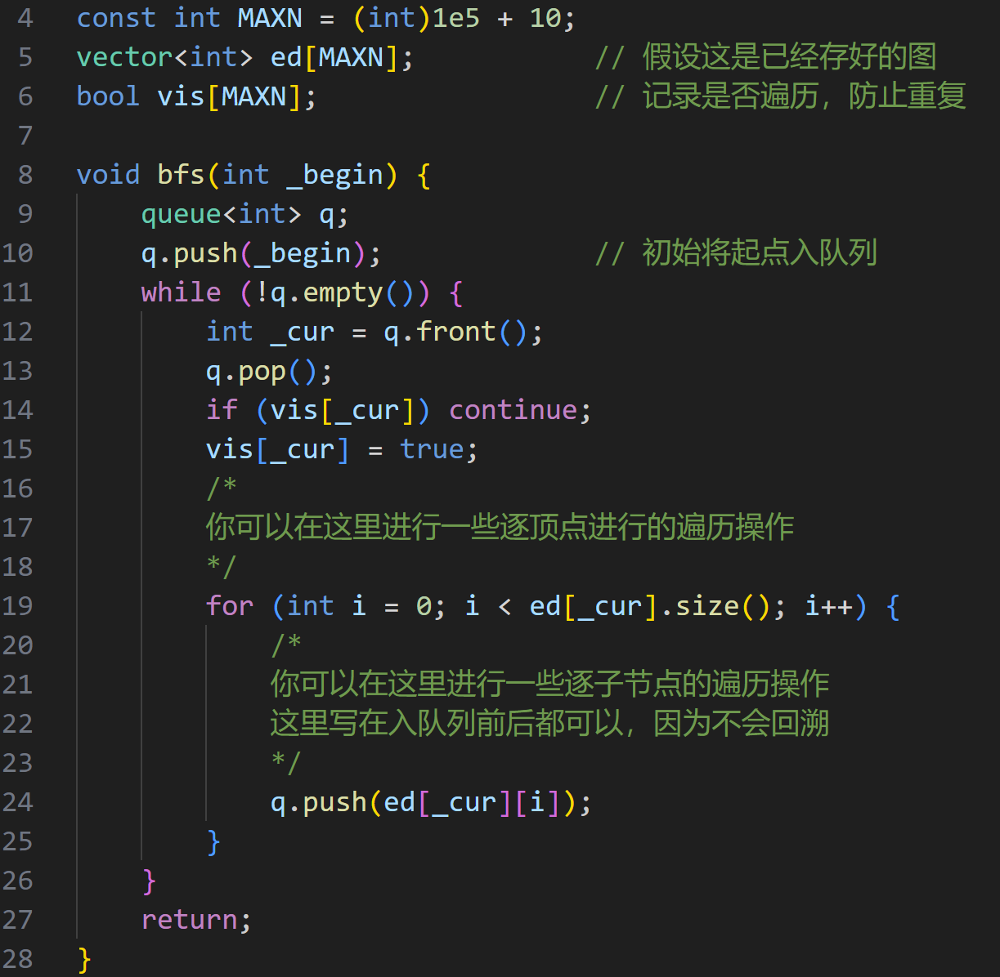 4 const int MAXN = (int)1e5 + 10;
5 vector<int> ed[MAXN]; // 假设这是已经存好的图
6 bool vis[MAXN]; // 记录是否遍历，防止重复
7
8 void bfs(int _begin) {
9 queue<int> q;
10 q.push(_begin); // 初始将起点入队列
11 while (!q.empty()) {
12 int _cur = q.front();
13 q.pop();
14 if (vis[_cur]) continue;
15 vis[_cur] = true;
16 /*
17 你可以在这里进行一些逐顶点进行的遍历操作
18 */
19 for (int i = 0; i < ed[_cur].size(); i++) {
20 /*
21 你可以在这里进行一些逐子节点的遍历操作
22 这里写在入队列前后都可以，因为不会回溯
23 */
24 q.push(ed[_cur][i]);
25 }
26 }
27 return;
28 }